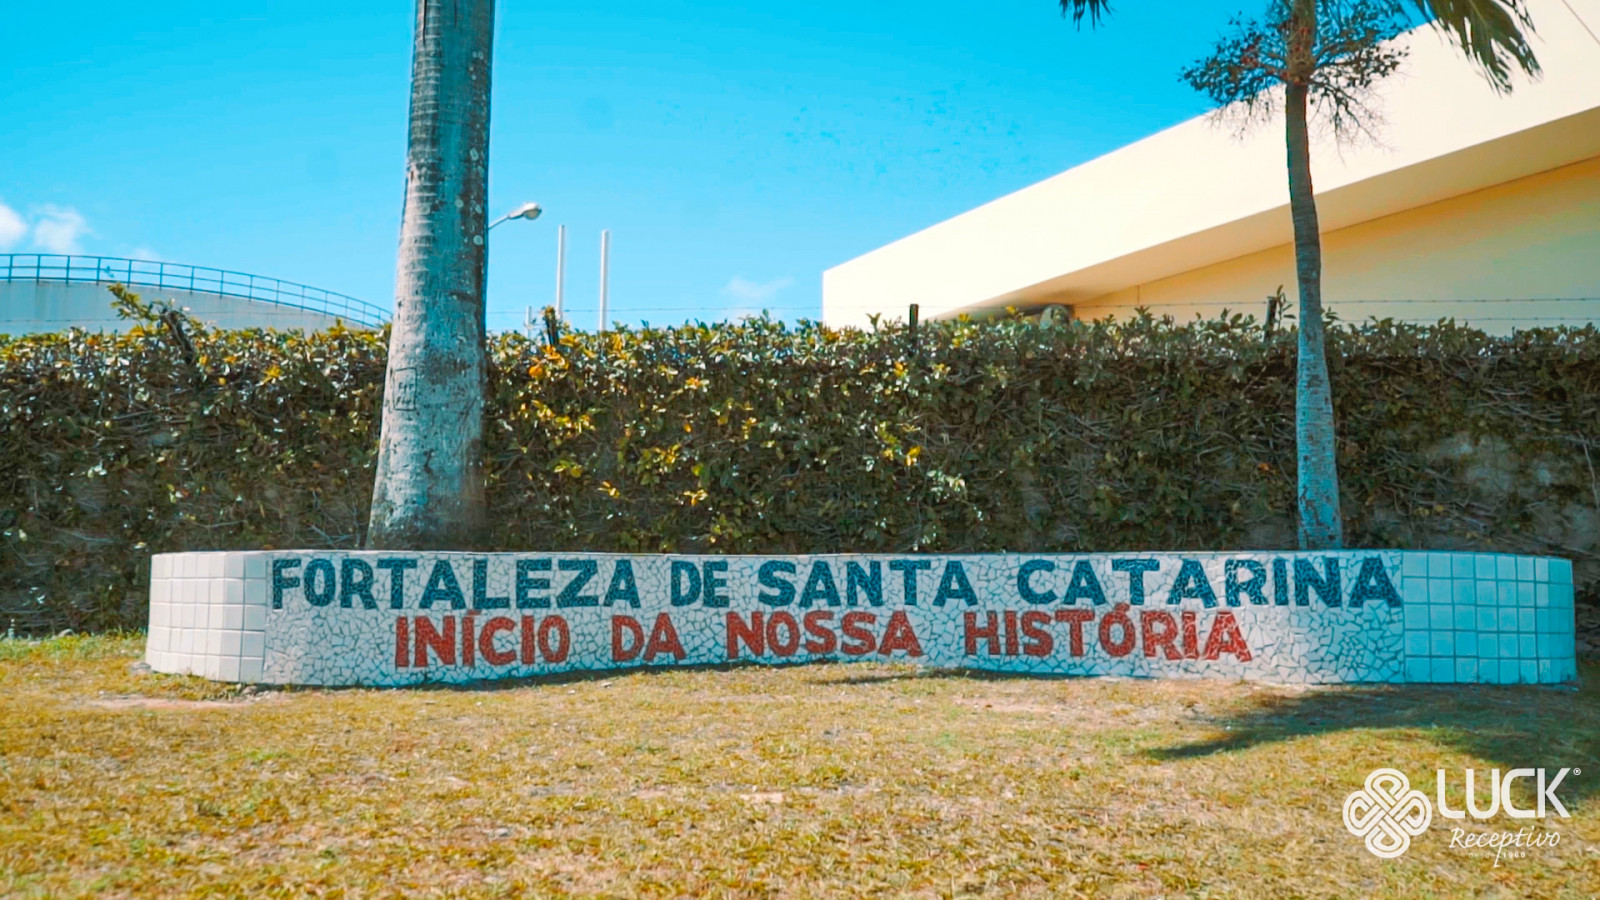 FORTALEZA DE SANTA CATARINA
INÍCIO DA NOSSA HISTÓRIA
LUCK®
Receptivo